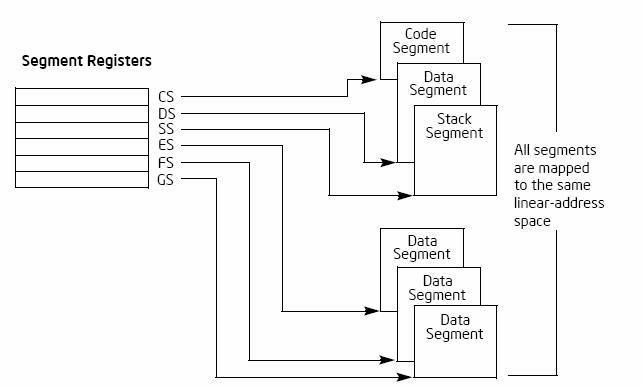 Segment Registers
CS
DS
SS
ES
FS
GS
Code
Segment
Data
Segment
Stack
Segment
Data
Segment
Data
Segment
Data
Segment
All segments
are mapped
to the same
linear-address
space